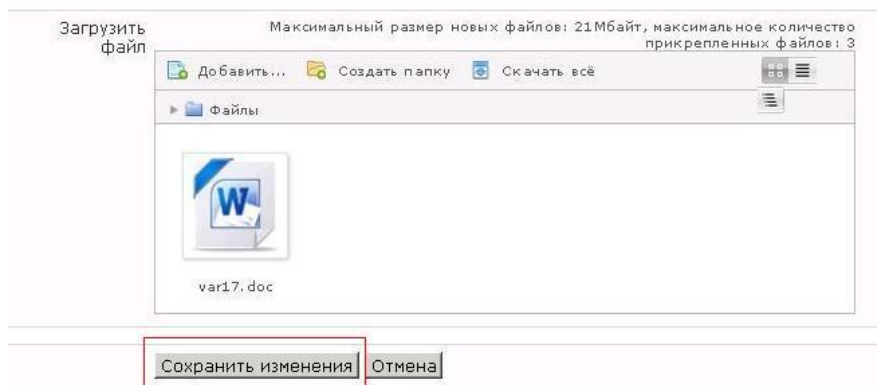 Загрузить файл
Максимальный размер новых файлов: 21Мбайт, максимальное количество
прикрепленных файлов: 3
Добавить... Создать папку Скачать всё
Файлы
W
var17.doc
Сохранить изменения Отмена